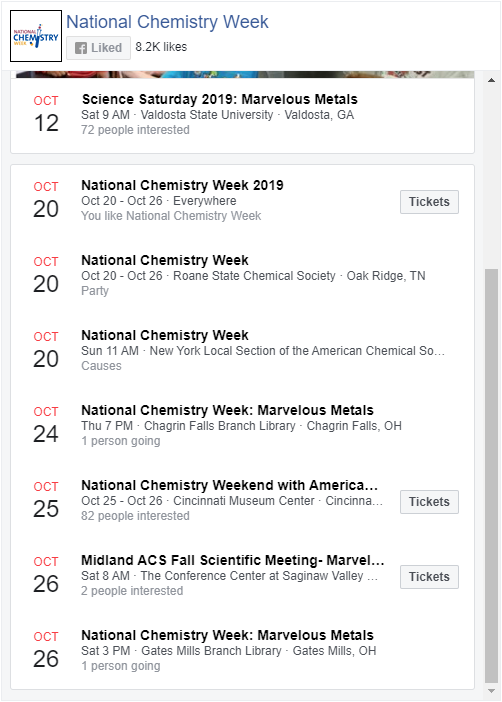 NATIONAL
CHEMISTRY
WEEK
National Chemistry Week
Liked
8.2K likes
OCT
12
Science Saturday 2019: Marvelous Metals
Sat 9 AM · Valdosta State University · Valdosta, GA
72 people interested
OCT
20
National Chemistry Week 2019
Oct 20 - Oct 26 · Everywhere
You like National Chemistry Week
Tickets
OCT
20
National Chemistry Week
Oct 20 - Oct 26 · Roane State Chemical Society · Oak Ridge, TN
Party
OCT
20
National Chemistry Week
Sun 11 AM · New York Local Section of the American Chemical So…
Causes
OCT
24
National Chemistry Week: Marvelous Metals
Thu 7 PM · Chagrin Falls Branch Library · Chagrin Falls, OH
1 person going
OCT
25
National Chemistry Weekend with America…
Oct 25 - Oct 26 · Cincinnati Museum Center · Cincinna…
82 people interested
Tickets
OCT
26
Midland ACS Fall Scientific Meeting- Marvel…
Sat 8 AM · The Conference Center at Saginaw Valley …
2 people interested
Tickets
OCT
26
National Chemistry Week: Marvelous Metals
Sat 3 PM · Gates Mills Branch Library · Gates Mills, OH
1 person going